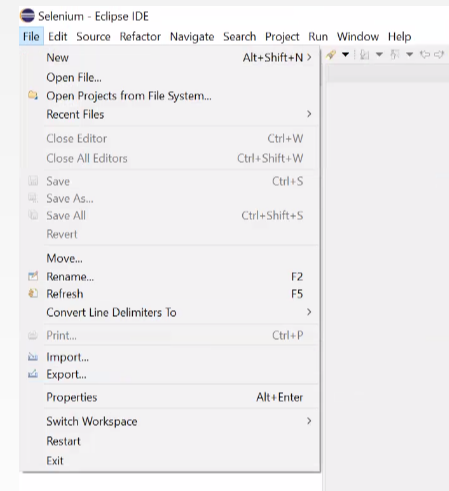 Selenium - Eclipse IDE
File Edit Source Refactor Navigate Search Project Run Window Help
New Alt+Shift+N >
Open File...
Open Projects from File System...
Recent Files >
Close Editor Ctrl+W
Close All Editors Ctrl+Shift+W
Save Ctrl+S
Save As...
Save All Ctrl+Shift+S
Revert
Move...
Rename... F2
Refresh F5
Convert Line Delimiters To >
Print... Ctrl+P
Import...
Export...
Properties Alt+Enter
Switch Workspace >
Restart
Exit